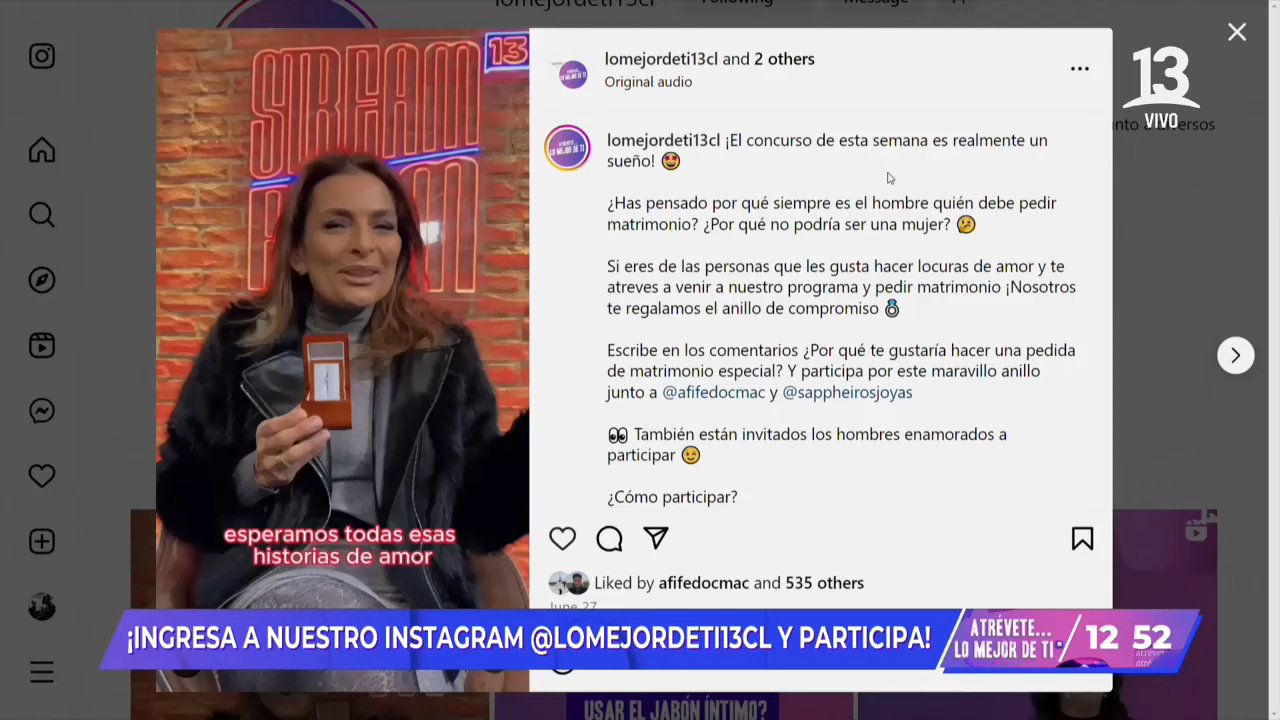 lomejordeti13cl
Following
Message
STREAM
13
lomejordeti13cl and 2 others
Original audio
13
VIVO
lomejordeti13cl ¡El concurso de esta semana es realmente un
sueño! 🤩
¿Has pensado por qué siempre es el hombre quién debe pedir
matrimonio? ¿Por qué no podría ser una mujer? 🤔
Si eres de las personas que les gusta hacer locuras de amor y te
atreves a venir a nuestro programa y pedir matrimonio ¡Nosotros
te regalamos el anillo de compromiso 💍
Escribe en los comentarios ¿Por qué te gustaría hacer una pedida
de matrimonio especial? Y participa por este maravillo anillo
junto a @afifedocmac y @sappheirosjoyas
👀 También están invitados los hombres enamorados a
participar 😉
¿Cómo participar?
esperamos todas esas
historias de amor
Liked by afifedocmac and 535 others
June 27
¡INGRESA A NUESTRO INSTAGRAM @LOMEJORDETI13CL Y PARTICIPA!
ATRÉVETE...
LO MEJOR DE TI
12 52
USAR EL JABÓN ÍNTIMO?